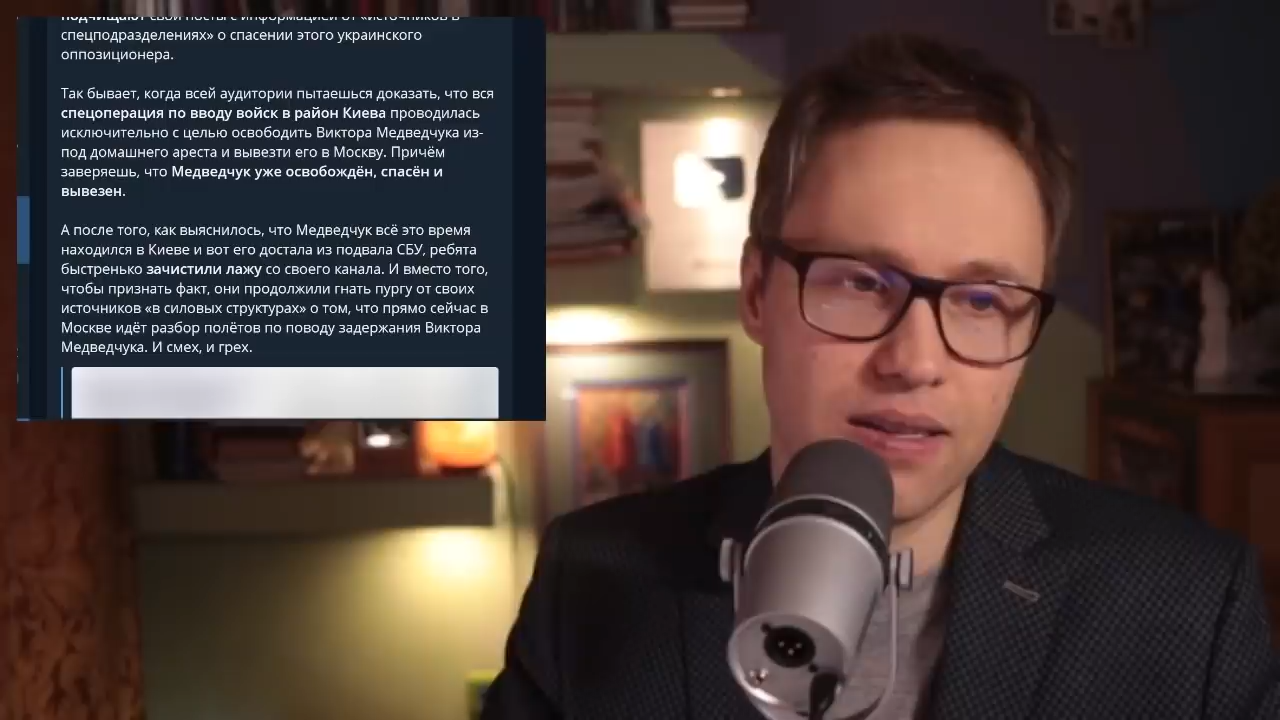 подчищают свои посты с информацией от «источников в
спецподразделениях» о спасении этого украинского
оппозиционера.
Так бывает, когда всей аудитории пытаешься доказать, что вся
спецоперация по вводу войск в район Киева проводилась
исключительно с целью освободить Виктора Медведчука из-
под домашнего ареста и вывезти его в Москву. Причём
заверяешь, что Медведчук уже освобождён, спасён и
вывезен.
А после того, как выяснилось, что Медведчук всё это время
находился в Киеве и вот его достала из подвала СБУ, ребята
быстренько зачистили лажу со своего канала. И вместо того,
чтобы признать факт, они продолжили гнать пургу от своих
источников «в силовых структурах» о том, что прямо сейчас в
Москве идёт разбор полётов по поводу задержания Виктора
Медведчука. И смех, и грех.